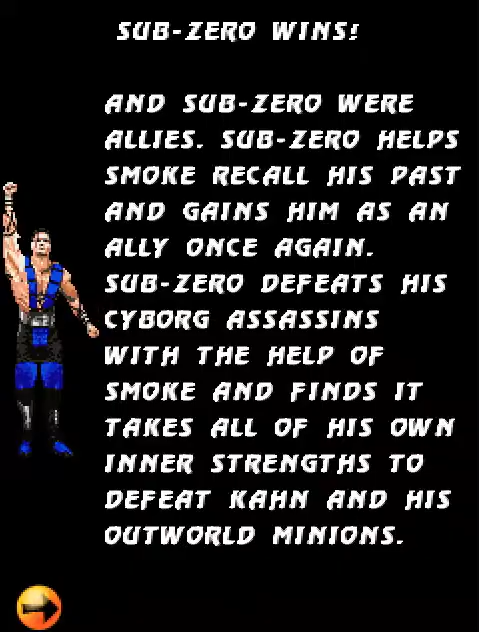 SUB-ZERO WINS!
AND SUB-ZERO WERE
ALLIES. SUB-ZERO HELPS
SMOKE RECALL HIS PAST
AND GAINS HIM AS AN
ALLY ONCE AGAIN.
SUB-ZERO DEFEATS HIS
CYBORG ASSASSINS
WITH THE HELP OF
SMOKE AND FINDS IT
TAKES ALL OF HIS OWN
INNER STRENGTHS TO
DEFEAT KAHN AND HIS
OUTWORLD MINIONS.